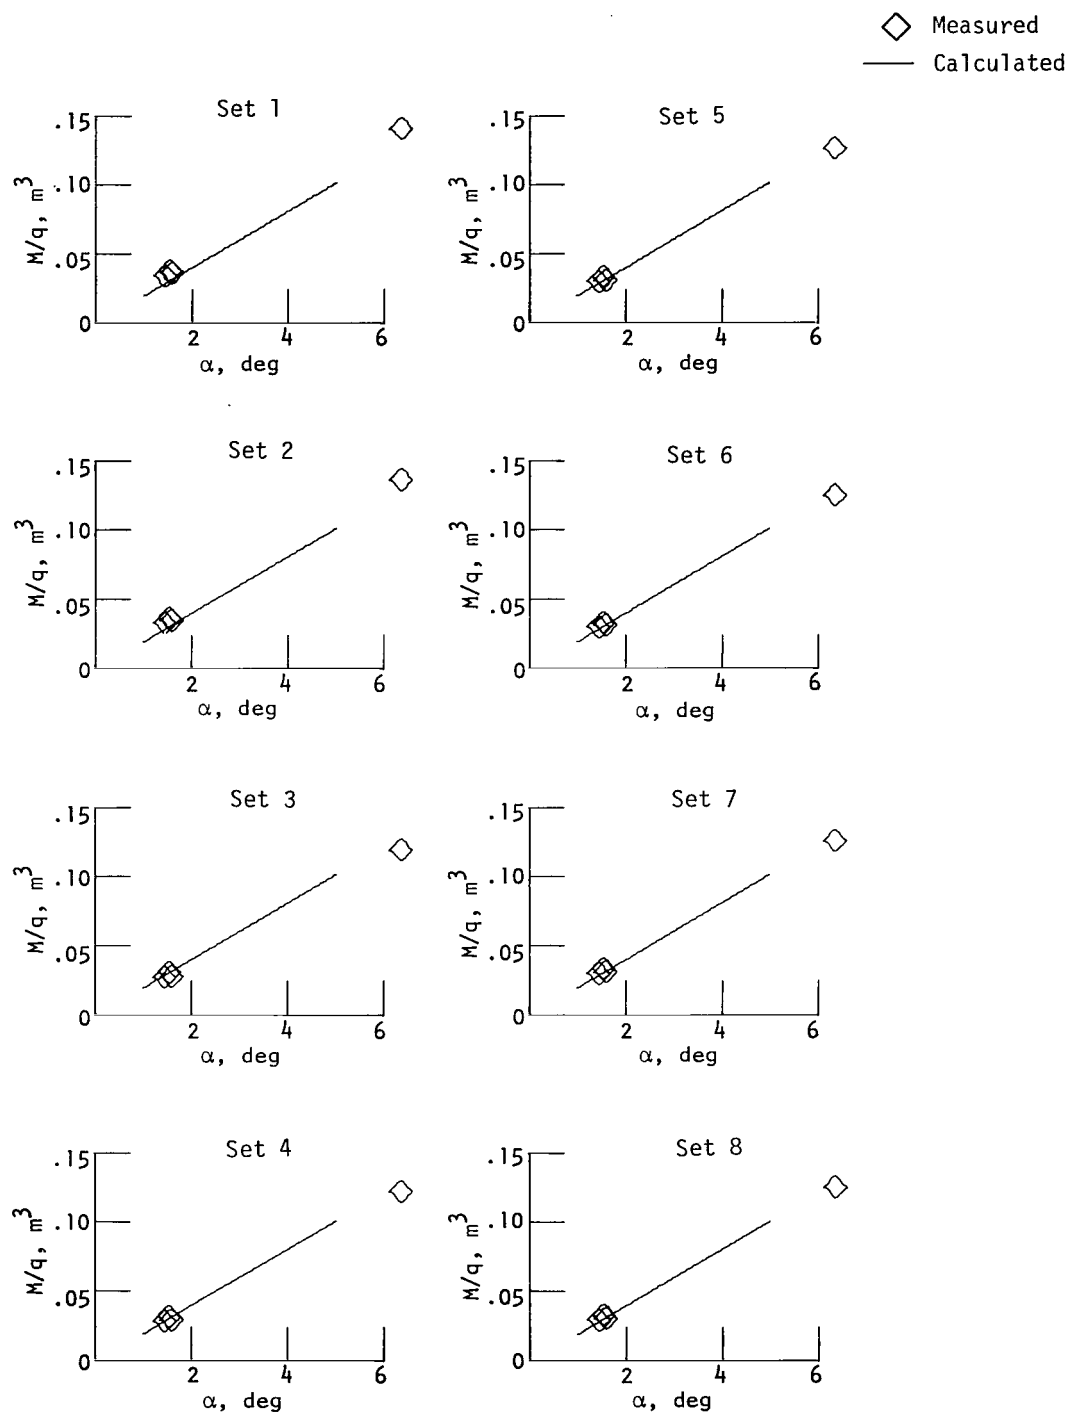 Measured
Calculated
Set 1
.15
.10
.05
0
M/q, m³
2
4
6
α, deg
Set 5
.15
.10
.05
0
M/q, m³
2
4
6
α, deg
Set 2
.15
.10
.05
0
M/q, m³
2
4
6
α, deg
Set 6
.15
.10
.05
0
M/q, m³
2
4
6
α, deg
Set 3
.15
.10
.05
0
M/q, m³
2
4
6
α, deg
Set 7
.15
.10
.05
0
M/q, m³
2
4
6
α, deg
Set 4
.15
.10
.05
0
M/q, m³
2
4
6
α, deg
Set 8
.15
.10
.05
0
M/q, m³
2
4
6
α, deg